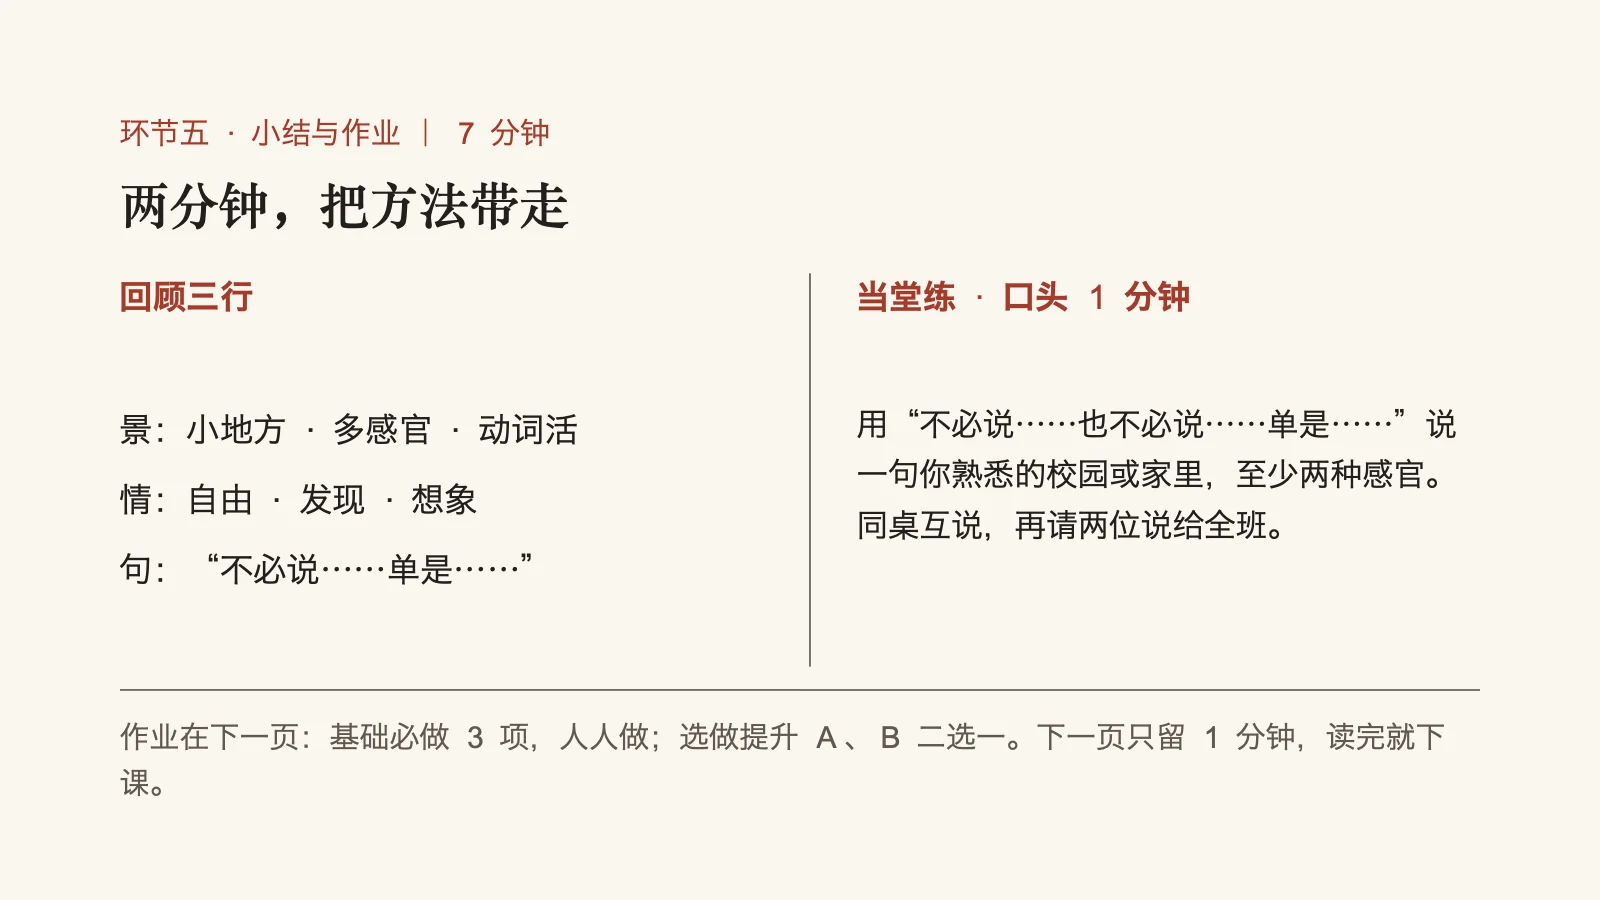 环节五 · 小结与作业｜ 7 分钟
两分钟，把方法带走
回顾三行
景：小地方 · 多感官 · 动词活
情：自由 · 发现 · 想象
句：“不必说……单是……”
当堂练 · 口头 1 分钟
用“不必说……也不必说……单是……”说
一句你熟悉的校园或家里，至少两种感官。
同桌互说，再请两位说给全班。
作业在下一页：基础必做 3 项，人人做；选做提升 A、B 二选一。下一页只留 1 分钟，读完就下
课。